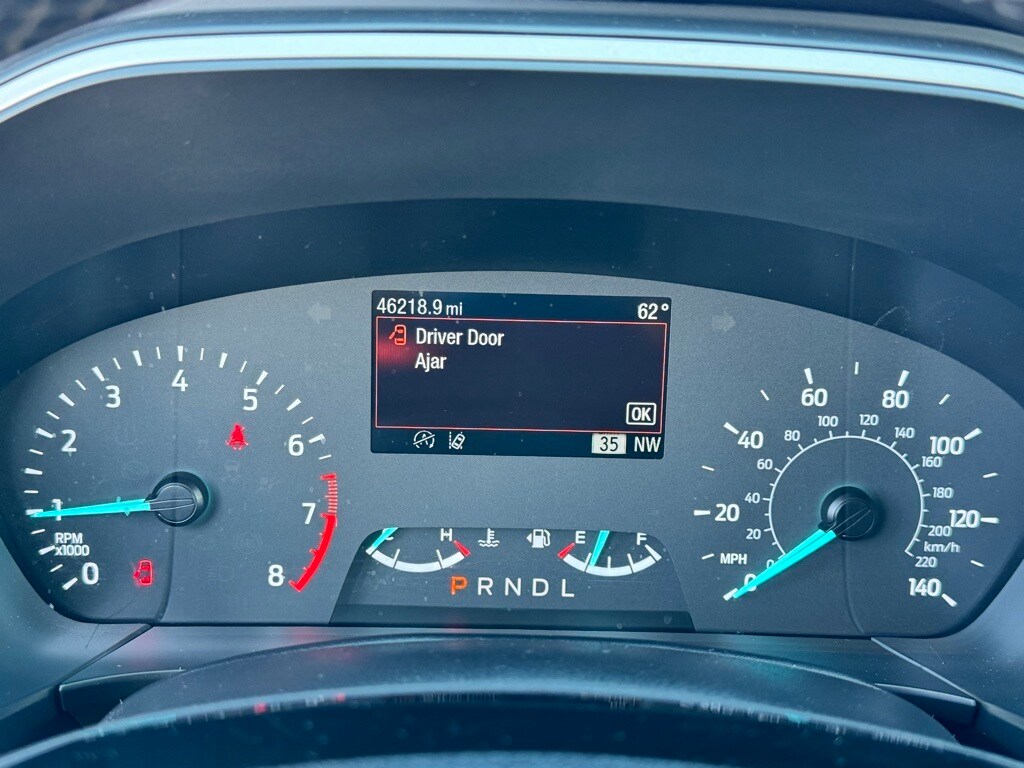 46218.9 mi 62°
Driver Door
Ajar
OK
35 NW
0 1 2 3 4 5 6 7 8
RPM
x1000
H E F
P R N D L
0 20 40 60 80 100 120 140
MPH
0 20 40 60 80 100 120 140 160 180 200 220
km/h